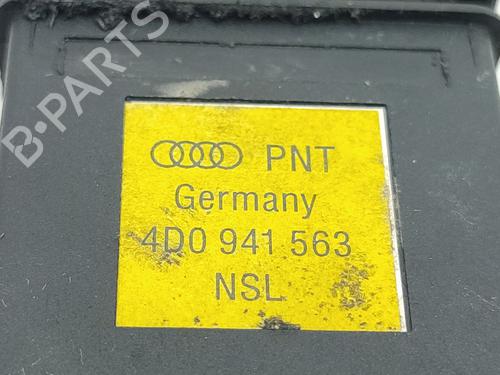 B-PARTS
PNT
Germany
4D0 941 563
NSL